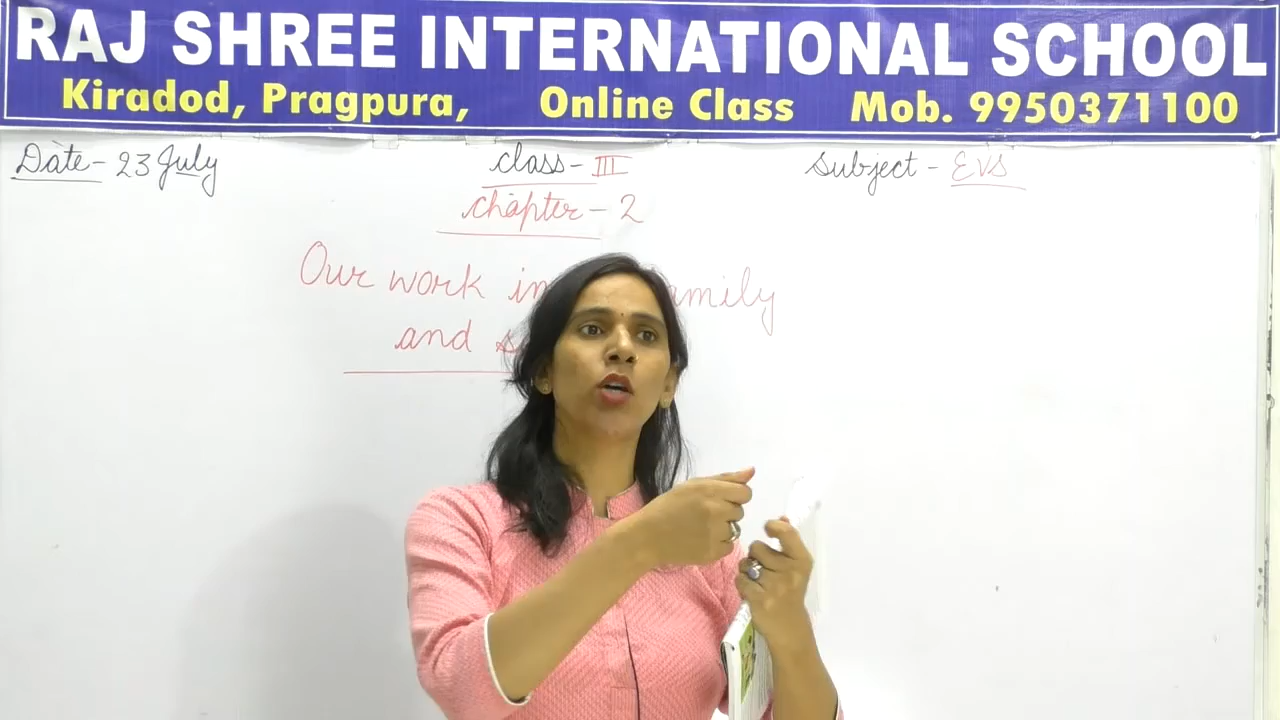 RAJ SHREE INTERNATIONAL SCHOOL
Kiradod, Pragpura, Online Class Mob. 9950371100
Date- 23 July class- III Subject - EVS
chapter- 2
Our work in family
and